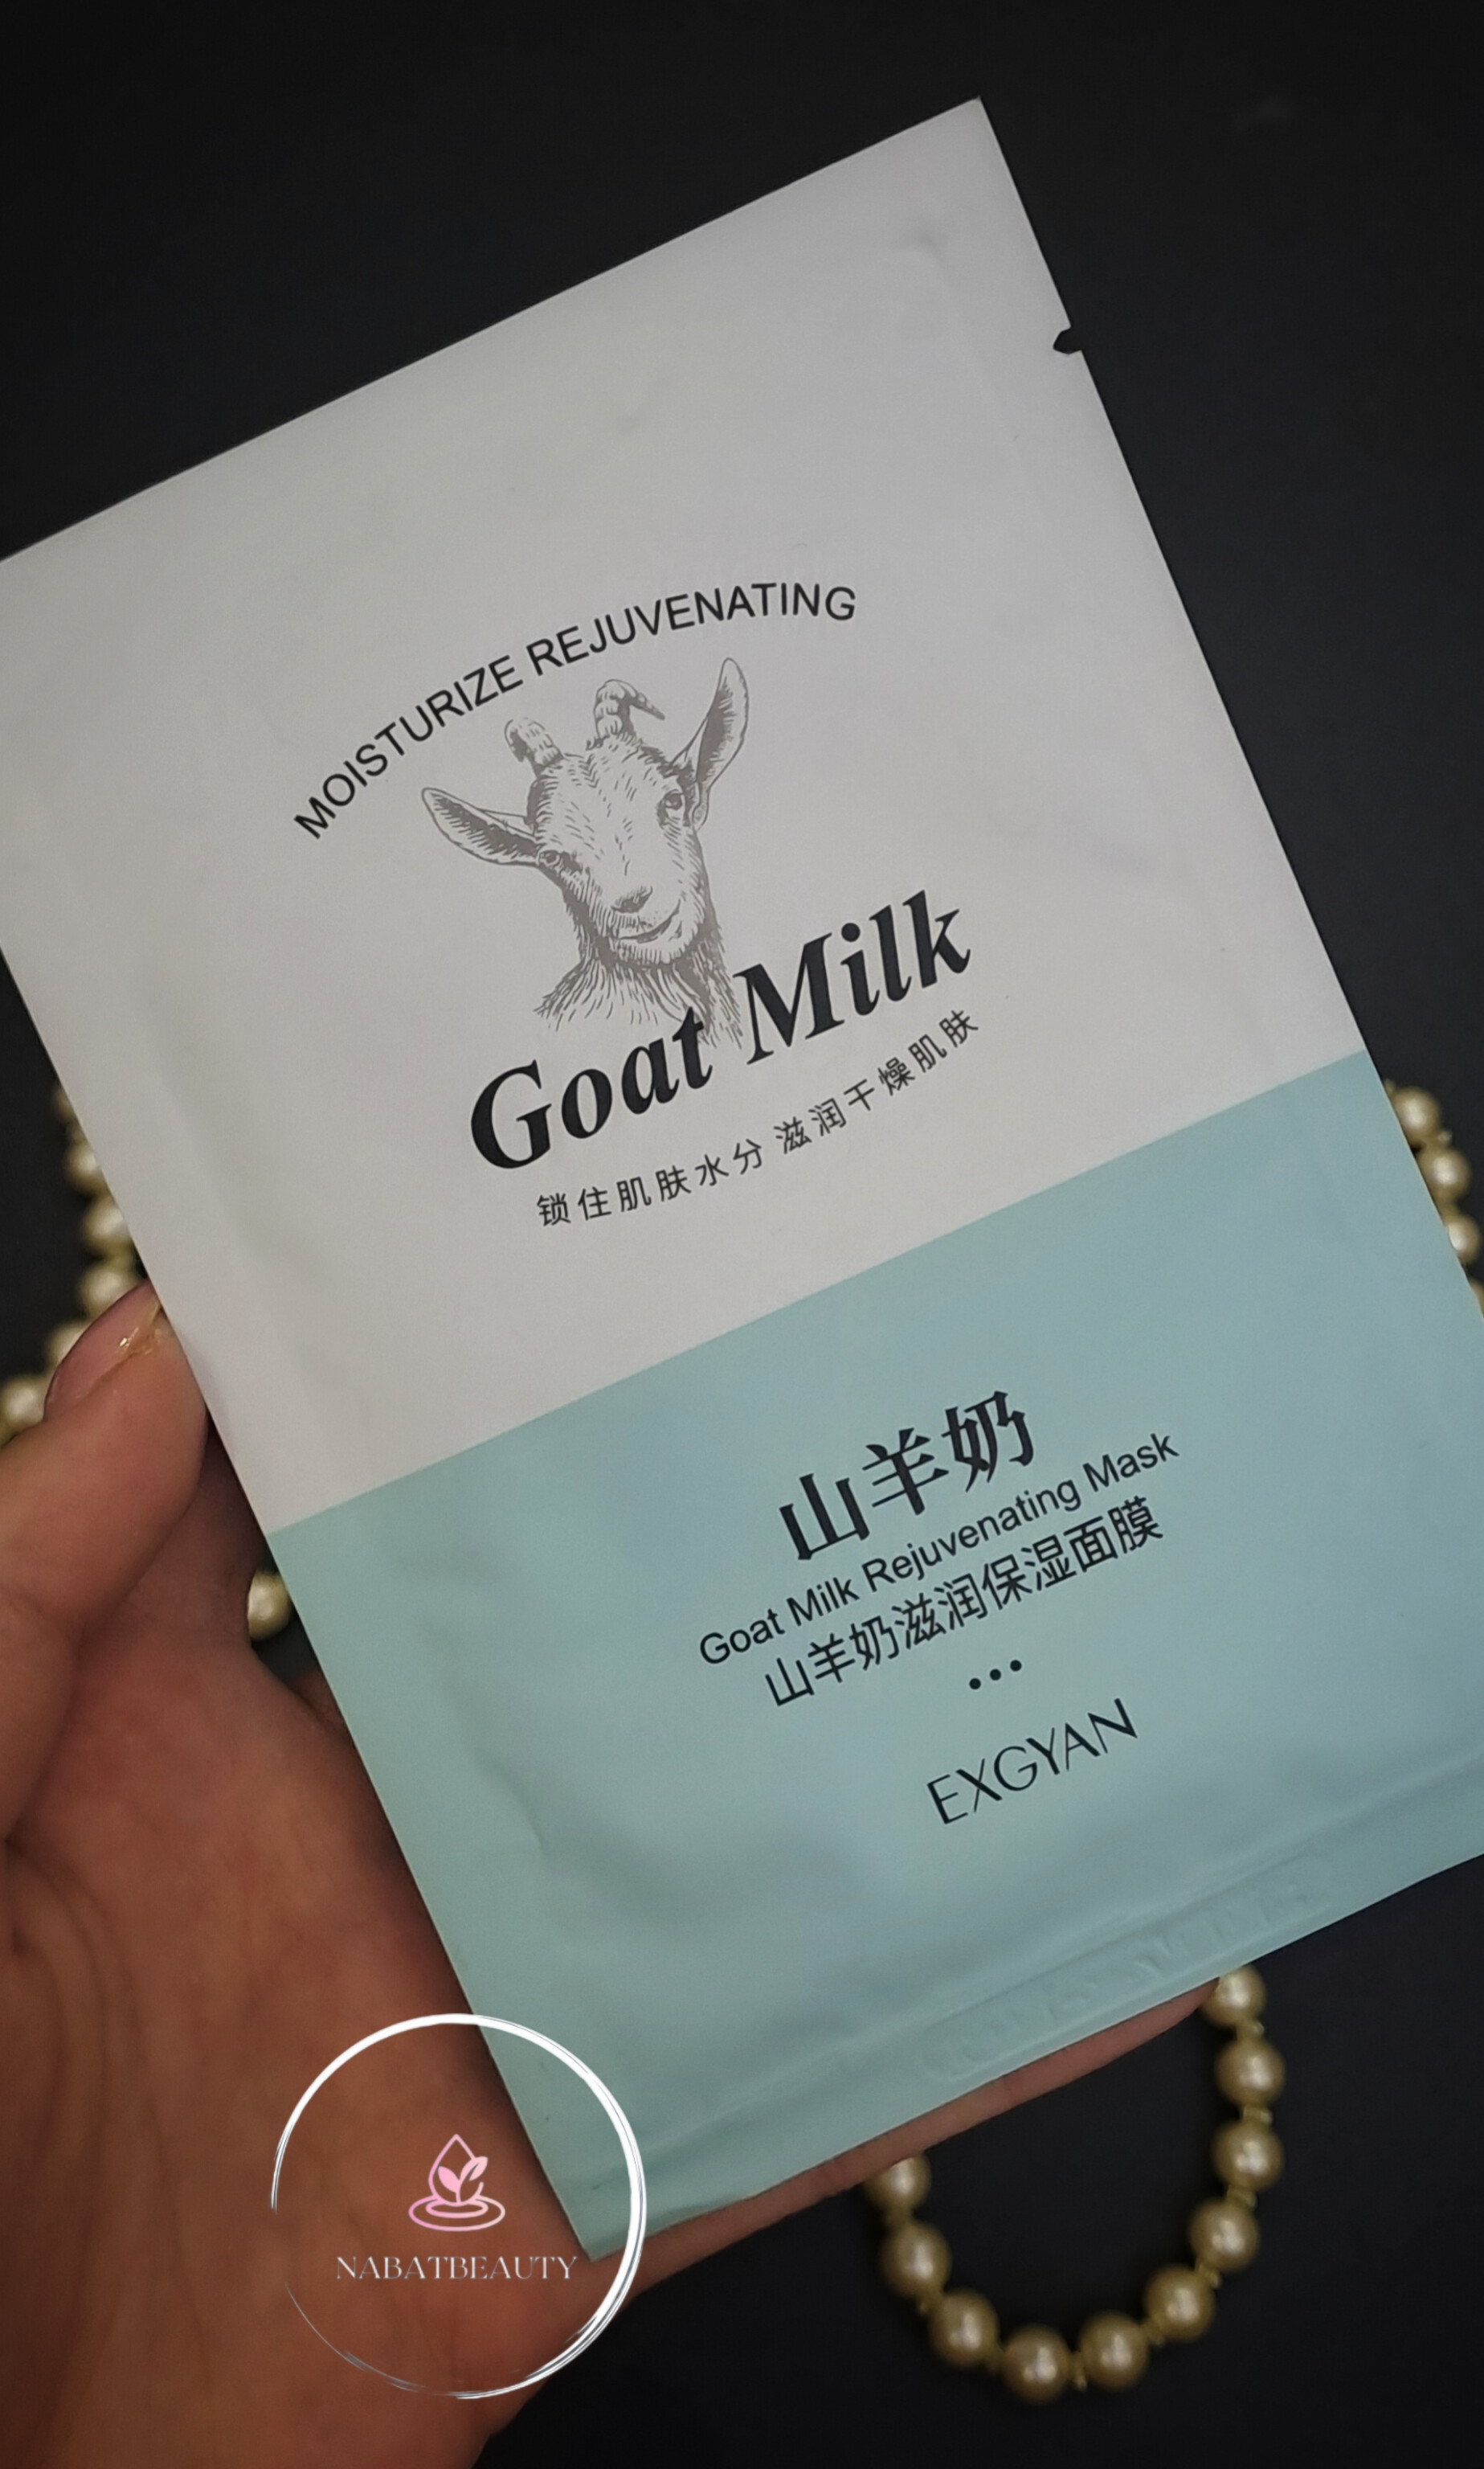 MOISTURIZE REJUVENATING
Goat Milk
锁住肌肤水分 滋润干燥肌肤
山羊奶
Goat Milk Rejuvenating Mask
山羊奶滋润保湿面膜
EXGYAN
NABATBEAUTY